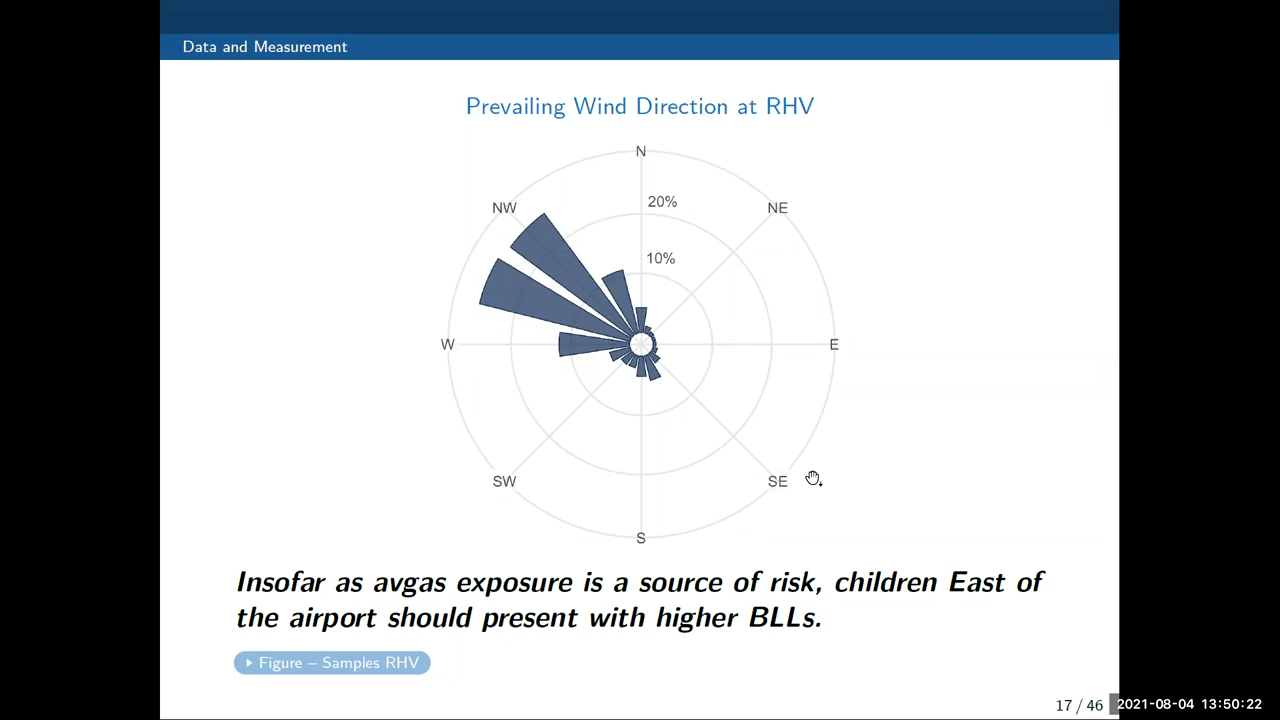 Data and Measurement
Prevailing Wind Direction at RHV
N
NW
NE
20%
10%
W
E
SW
SE
S
Insofar as avgas exposure is a source of risk, children East of
the airport should present with higher BLLs.
Figure – Samples RHV
17 / 46
2021-08-04 13:50:22